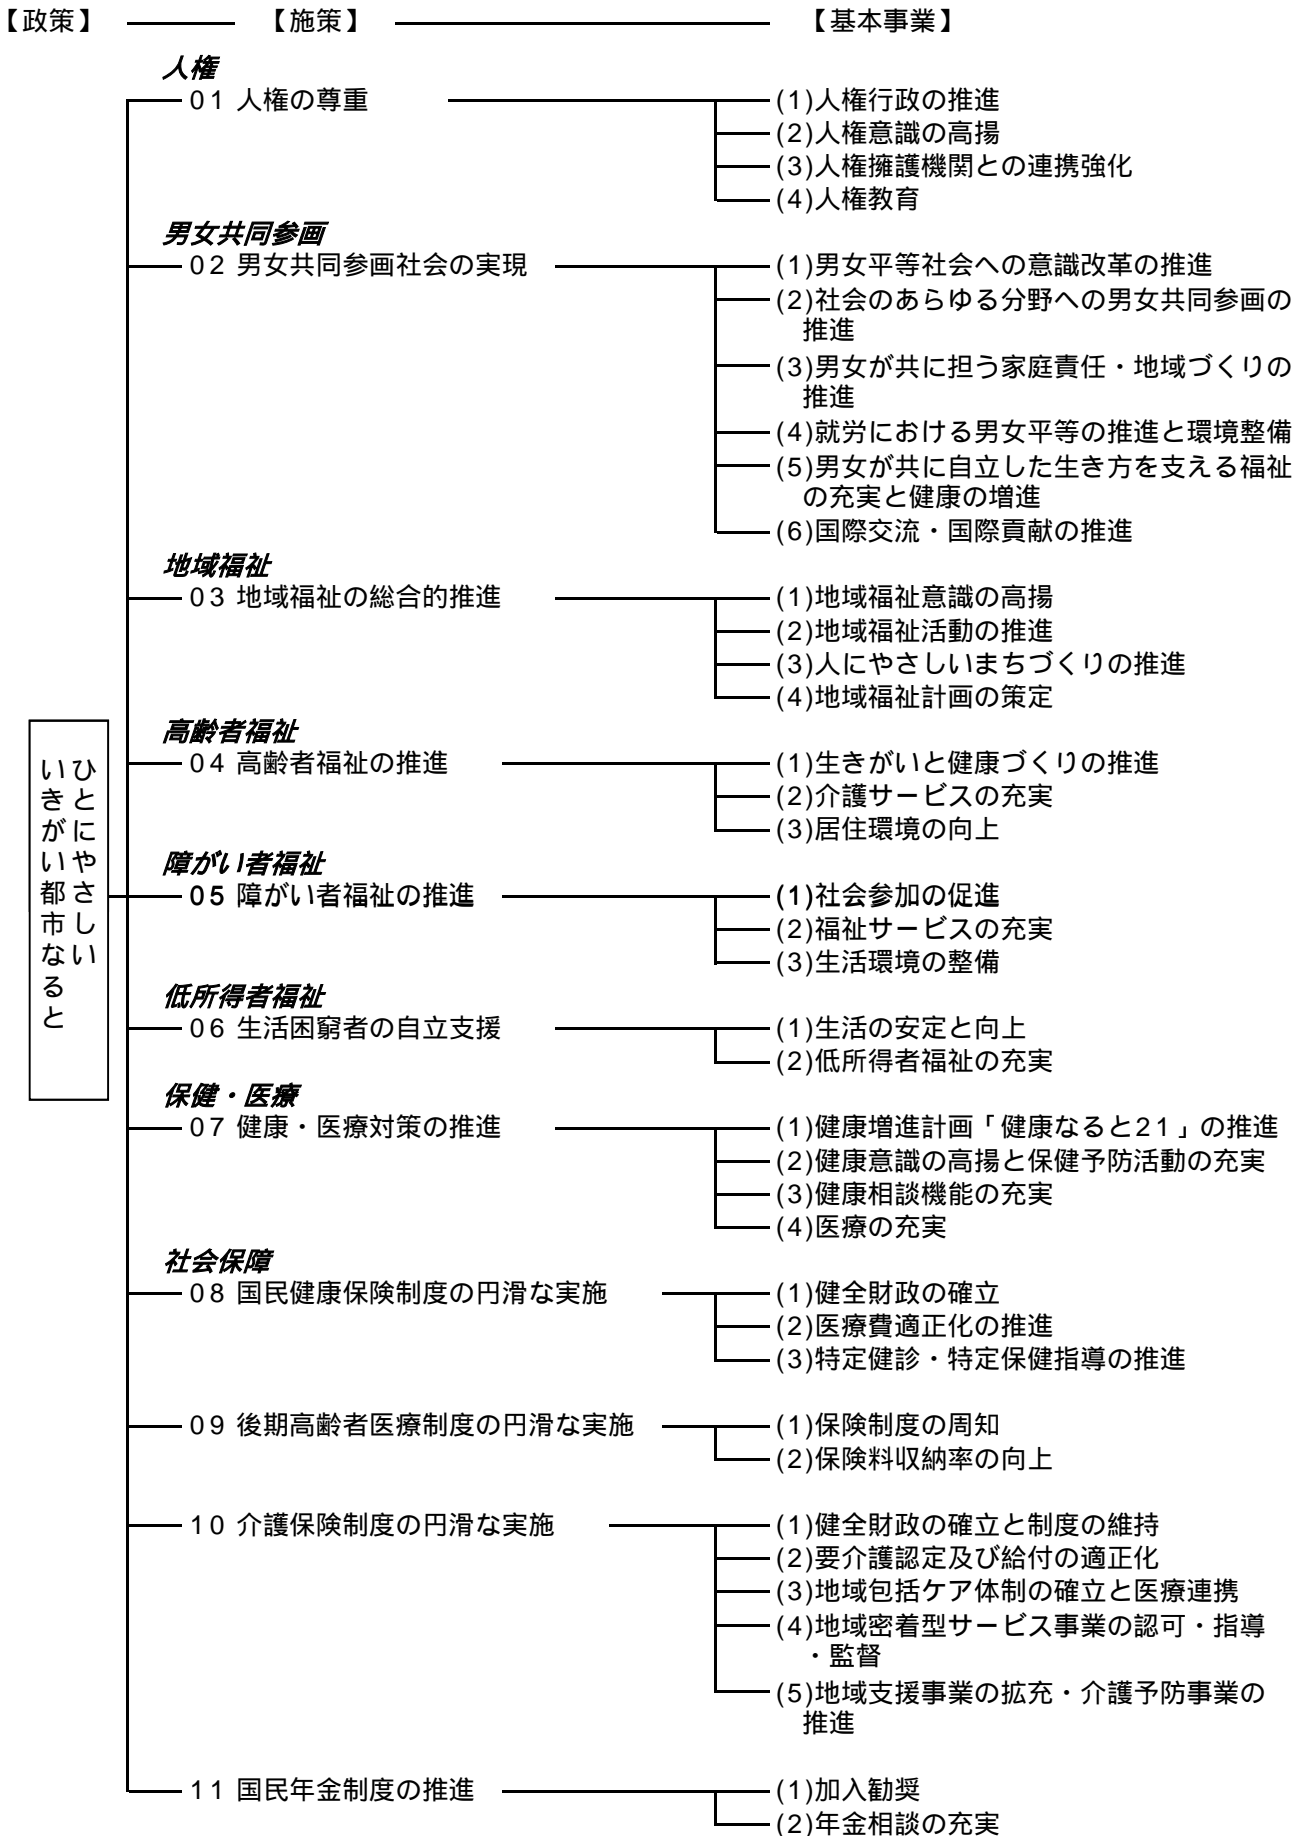 【政策】 【施策】 【基本事業】
人権
01 人権の尊重 (1)人権行政の推進
(2)人権意識の高揚
(3)人権擁護機関との連携強化
(4)人権教育
男女共同参画
02 男女共同参画社会の実現 (1)男女平等社会への意識改革の推進
(2)社会のあらゆる分野への男女共同参画の
推進
(3)男女が共に担う家庭責任・地域づくりの
推進
(4)就労における男女平等の推進と環境整備
(5)男女が共に自立した生き方を支える福祉
の充実と健康の増進
(6)国際交流・国際貢献の推進
地域福祉
03 地域福祉の総合的推進 (1)地域福祉意識の高揚
(2)地域福祉活動の推進
(3)人にやさしいまちづくりの推進
(4)地域福祉計画の策定
ひとにやさしい
いきがい都市なると
高齢者福祉
04 高齢者福祉の推進 (1)生きがいと健康づくりの推進
(2)介護サービスの充実
(3)居住環境の向上
障がい者福祉
05 障がい者福祉の推進 (1)社会参加の促進
(2)福祉サービスの充実
(3)生活環境の整備
低所得者福祉
06 生活困窮者の自立支援 (1)生活の安定と向上
(2)低所得者福祉の充実
保健・医療
07 健康・医療対策の推進 (1)健康増進計画「健康なると21」の推進
(2)健康意識の高揚と保健予防活動の充実
(3)健康相談機能の充実
(4)医療の充実
社会保障
08 国民健康保険制度の円滑な実施 (1)健全財政の確立
(2)医療費適正化の推進
(3)特定健診・特定保健指導の推進
09 後期高齢者医療制度の円滑な実施 (1)保険制度の周知
(2)保険料収納率の向上
10 介護保険制度の円滑な実施 (1)健全財政の確立と制度の維持
(2)要介護認定及び給付の適正化
(3)地域包括ケア体制の確立と医療連携
(4)地域密着型サービス事業の認可・指導
・監督
(5)地域支援事業の拡充・介護予防事業の
推進
11 国民年金制度の推進 (1)加入勧奨
(2)年金相談の充実